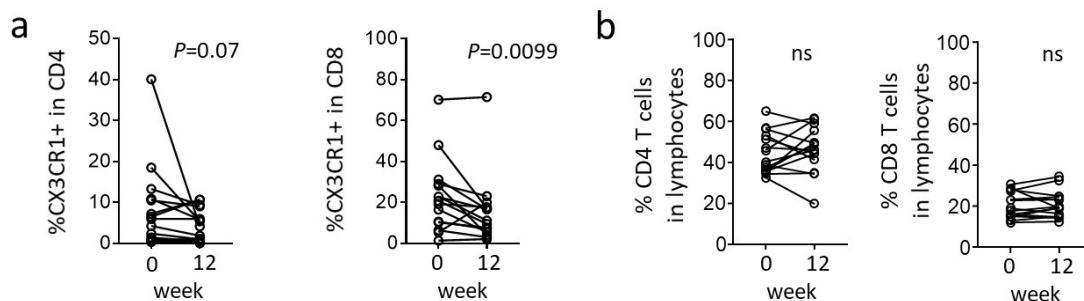 a
%CX3CR1+ in CD4
50
40
30
20
10
0
P=0.07
0 12
week
%CX3CR1+ in CD8
100
80
60
40
20
0
P=0.0099
0 12
week
b
% CD4 T cells
in lymphocytes
100
80
60
40
20
0
ns
0 12
week
% CD8 T cells
in lymphocytes
100
80
60
40
20
0
ns
0 12
week